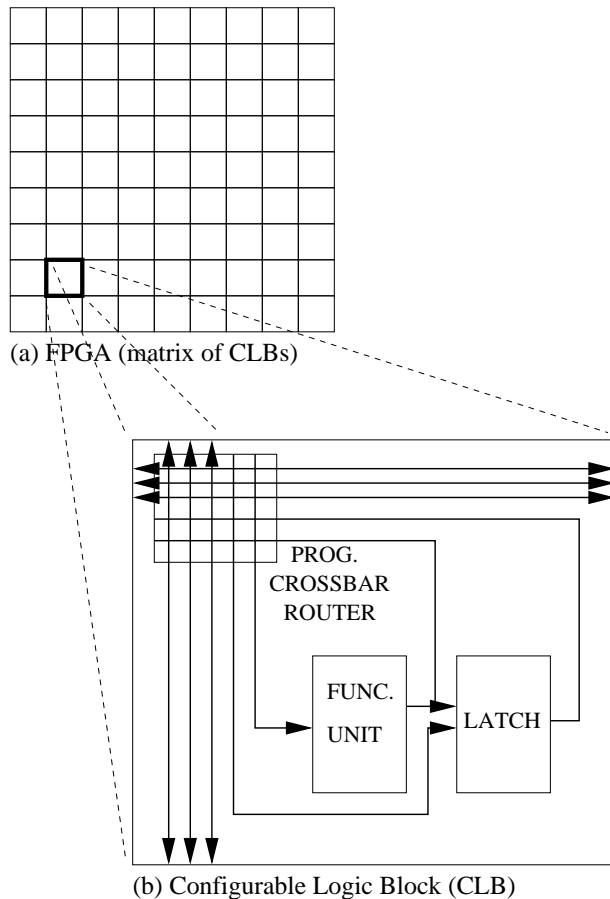 (a) FPGA (matrix of CLBs)
PROG.
CROSSBAR
ROUTER
FUNC.
UNIT
LATCH
(b) Configurable Logic Block (CLB)